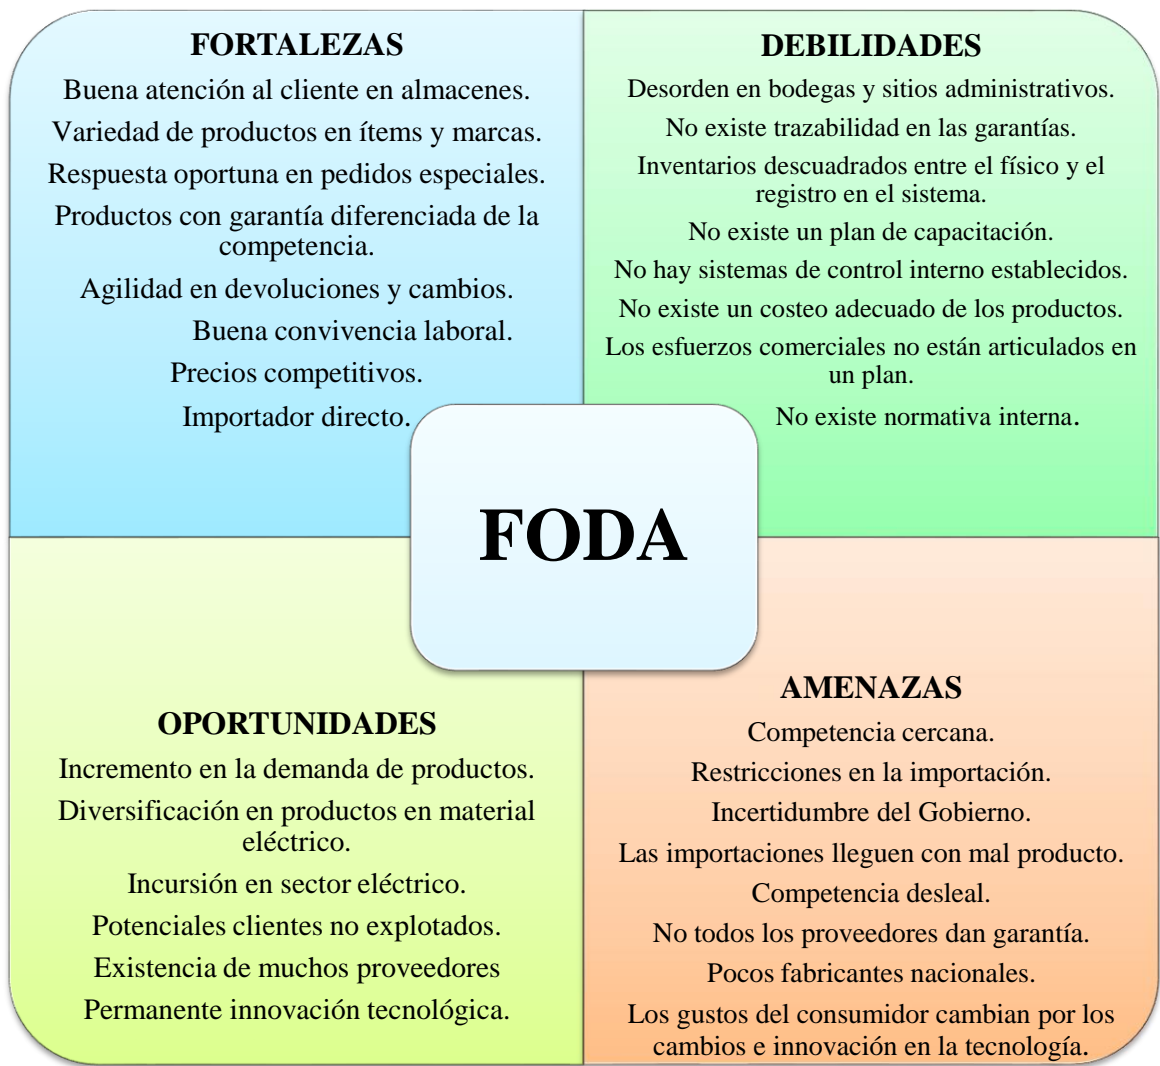 FORTALEZAS
Buena atención al cliente en almacenes.
Variedad de productos en ítems y marcas.
Respuesta oportuna en pedidos especiales.
Productos con garantía diferenciada de la
competencia.
Agilidad en devoluciones y cambios.
Buena convivencia laboral.
Precios competitivos.
Importador directo.
DEBILIDADES
Desorden en bodegas y sitios administrativos.
No existe trazabilidad en las garantías.
Inventarios descuadrados entre el físico y el
registro en el sistema.
No existe un plan de capacitación.
No hay sistemas de control interno establecidos.
No existe un costeo adecuado de los productos.
Los esfuerzos comerciales no están articulados en
un plan.
No existe normativa interna.
FODA
OPORTUNIDADES
Incremento en la demanda de productos.
Diversificación en productos en material
eléctrico.
Incursión en sector eléctrico.
Potenciales clientes no explotados.
Existencia de muchos proveedores
Permanente innovación tecnológica.
AMENAZAS
Competencia cercana.
Restricciones en la importación.
Incertidumbre del Gobierno.
Las importaciones lleguen con mal producto.
Competencia desleal.
No todos los proveedores dan garantía.
Pocos fabricantes nacionales.
Los gustos del consumidor cambian por los
cambios e innovación en la tecnología.